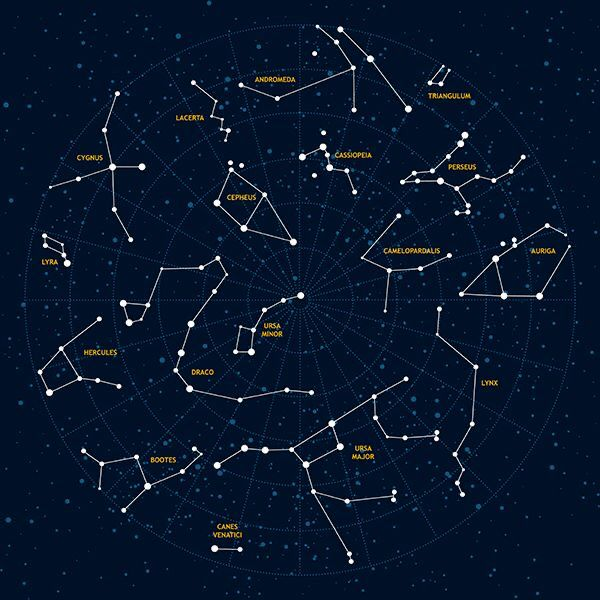 ANDROMEDA
TRIANGULUM
LACERTA
CYGNUS
CASSIOPEIA
PERSEUS
CEPHEUS
CAMELOPARDALIS
AURIGA
LYRA
URSA
MINOR
HERCULES
DRACO
LYNX
URSA
MAJOR
BOOTES
CANES
VENATICI